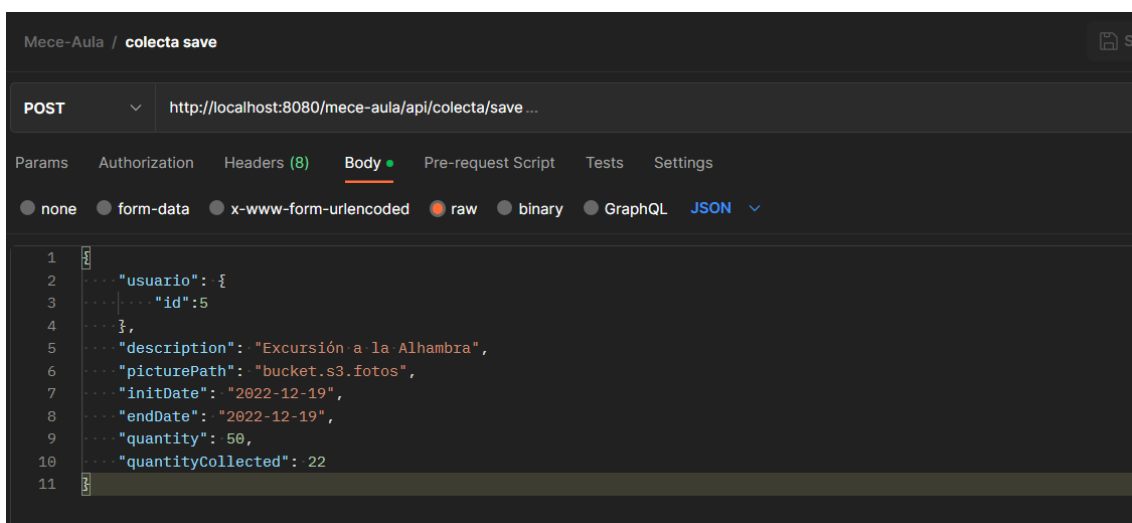 Mece-Aula / colecta save
S
POST http://localhost:8080/mece-aula/api/colecta/save ...
Params Authorization Headers (8) Body Pre-request Script Tests Settings
none form-data x-www-form-urlencoded raw binary GraphQL JSON
1 {
2 "usuario": {
3 "id":5
4 },
5 "description": "Excursión a la Alhambra",
6 "picturePath": "bucket.s3.fotos",
7 "initDate": "2022-12-19",
8 "endDate": "2022-12-19",
9 "quantity": 50,
10 "quantityCollected": 22
11 }